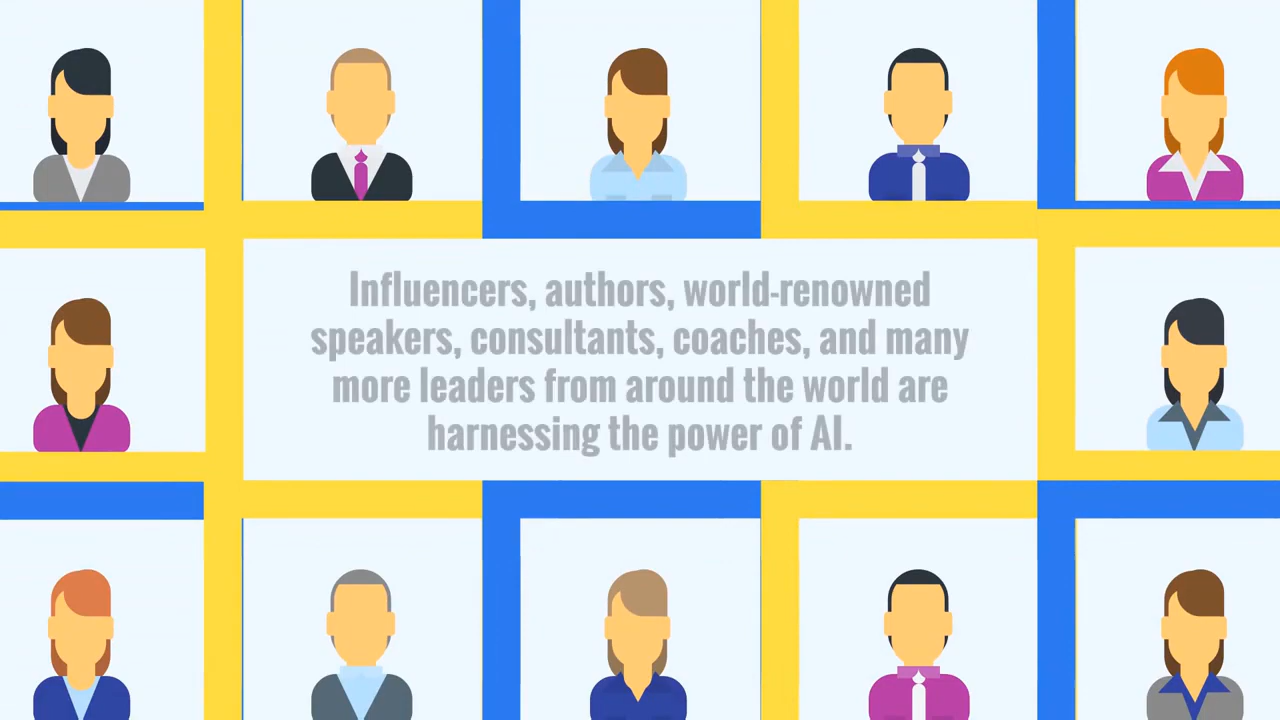 Influencers, authors, world-renowned
speakers, consultants, coaches, and many
more leaders from around the world are
harnessing the power of AI.